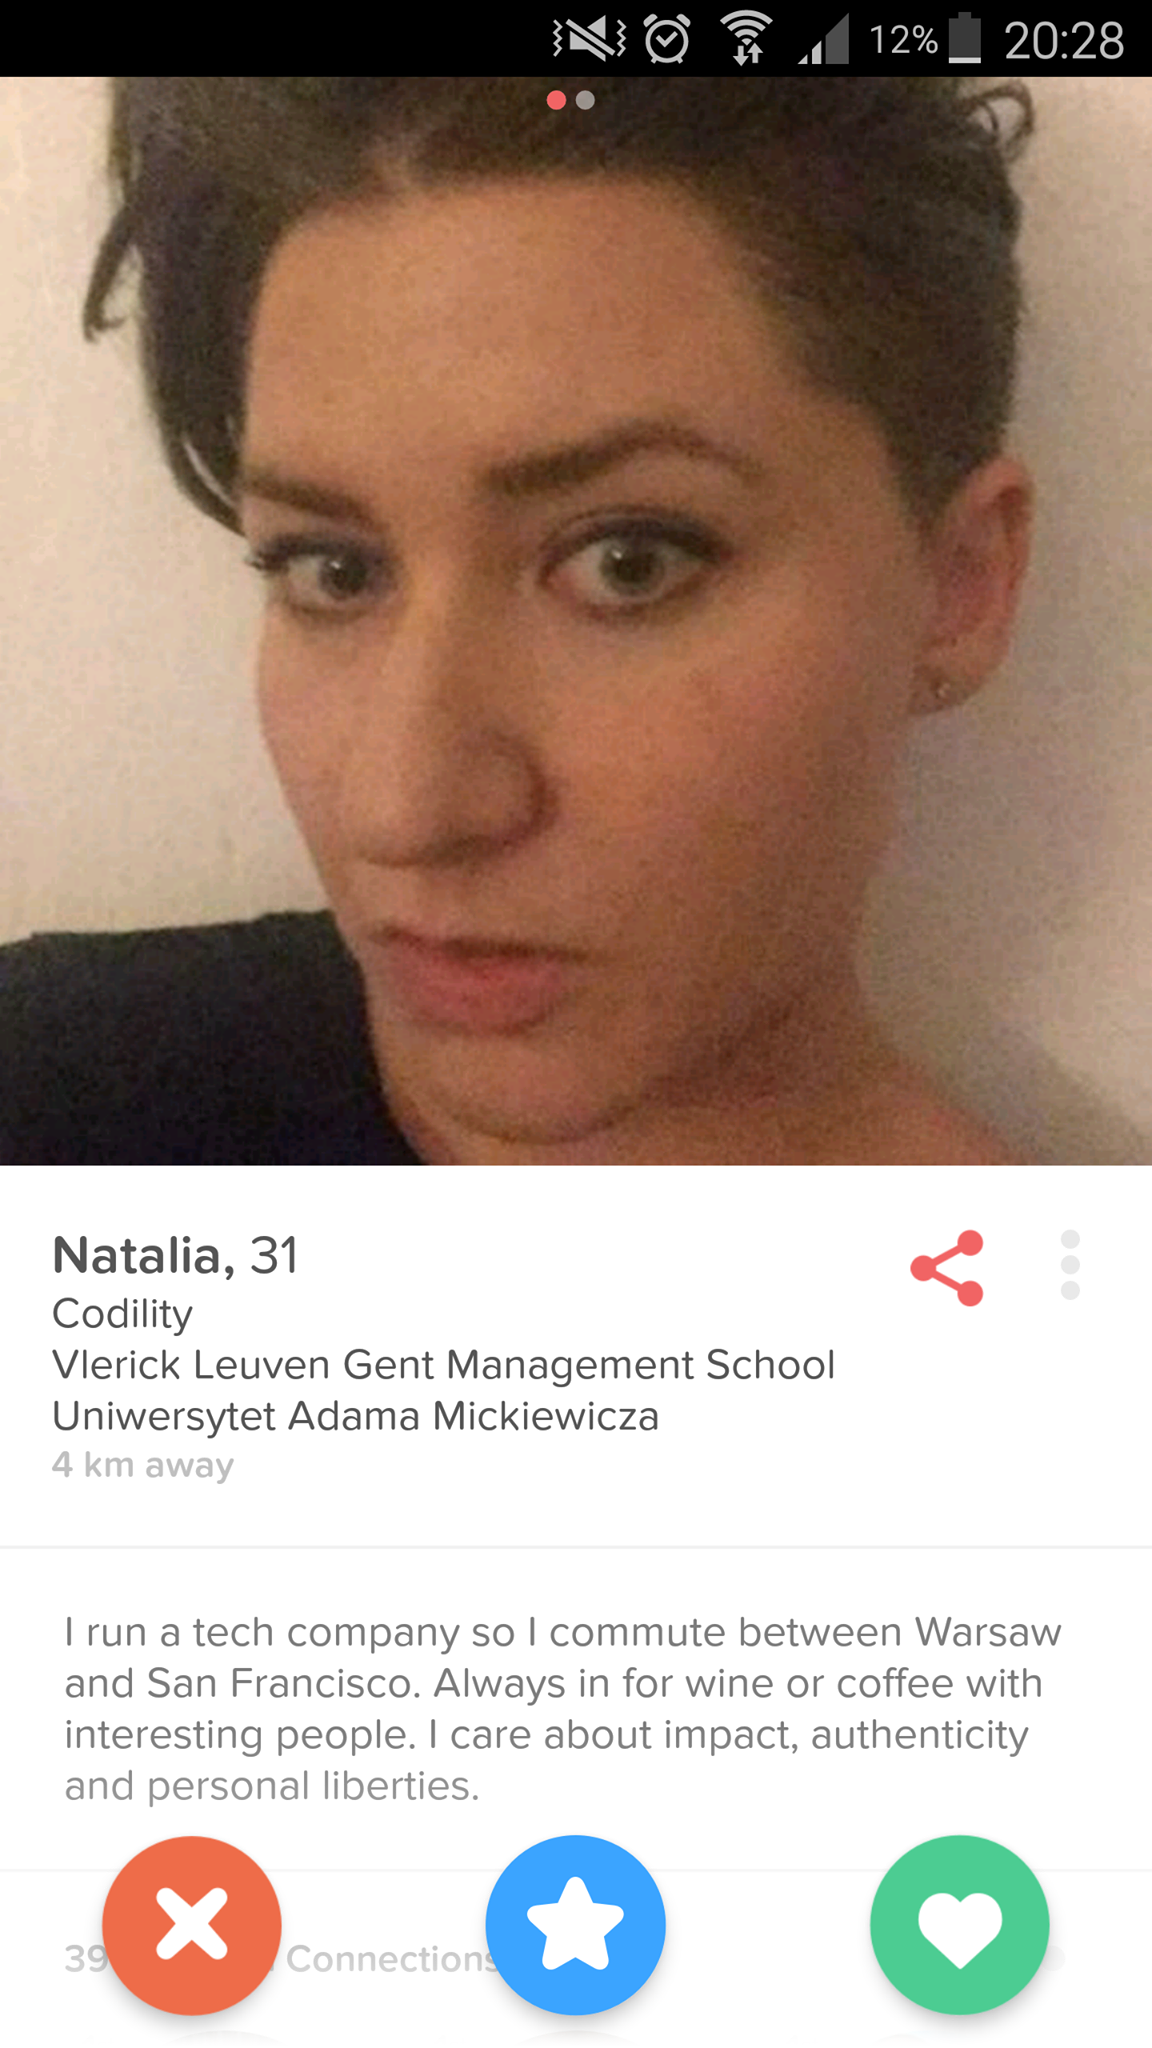 12% 20:28
Natalia, 31
Codility
Vlerick Leuven Gent Management School
Uniwersytet Adama Mickiewicza
4 km away
I run a tech company so I commute between Warsaw
and San Francisco. Always in for wine or coffee with
interesting people. I care about impact, authenticity
and personal liberties.
39 Connections